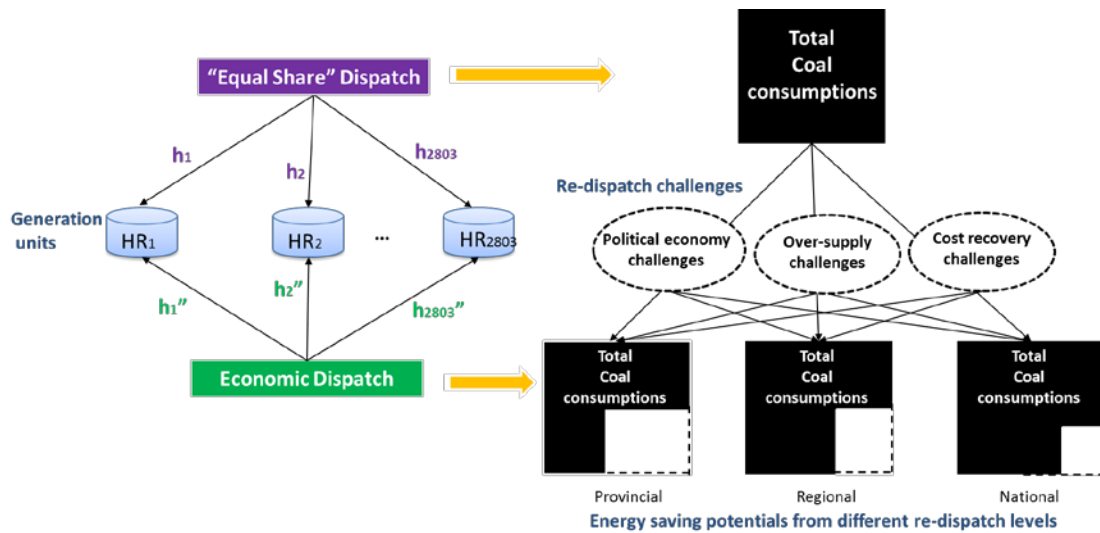 “Equal Share” Dispatch
h1
h2
h2803
Generation
units
HR1
HR2
...
HR2803
h1”
h2”
h2803”
Economic Dispatch
Total
Coal
consumptions
Re-dispatch challenges
Political economy
challenges
Over-supply
challenges
Cost recovery
challenges
Total
Coal
consumptions
Total
Coal
consumptions
Total
Coal
consumptions
Provincial
Regional
National
Energy saving potentials from different re-dispatch levels